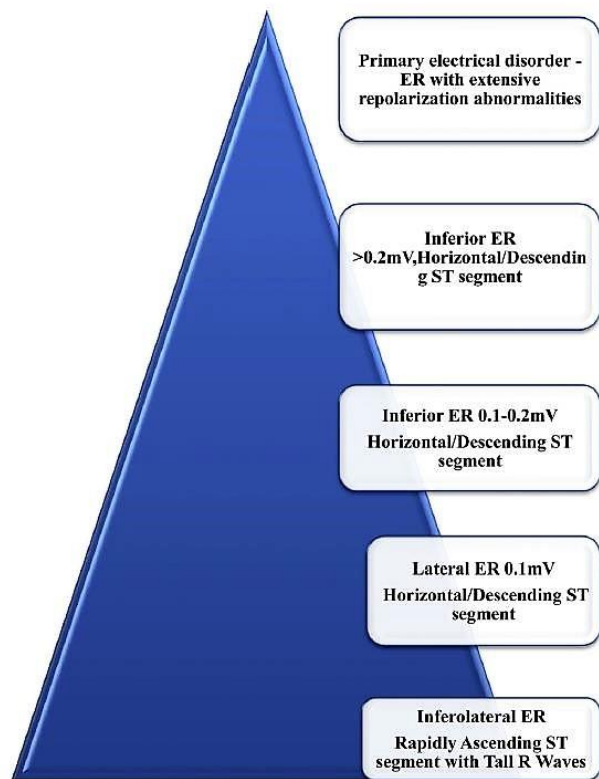 Primary electrical disorder -
ER with extensive
repolarization abnormalities
Inferior ER
>0.2mV,Horizontal/Descendin
g ST segment
Inferior ER 0.1-0.2mV
Horizontal/Descending ST
segment
Lateral ER 0.1mV
Horizontal/Descending ST
segment
Inferolateral ER
Rapidly Ascending ST
segment with Tall R Waves